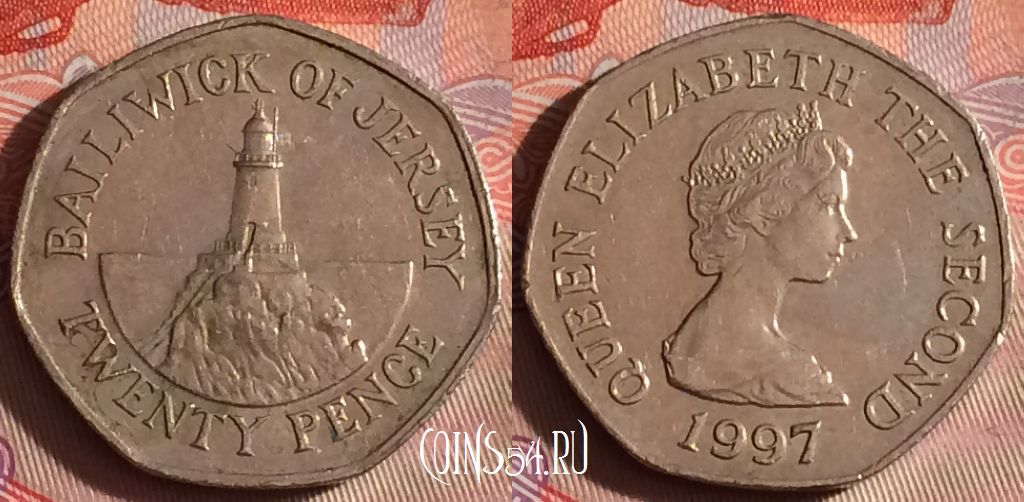 BAILIWICK OF JERSEY
TWENTY PENCE
QUEEN ELIZABETH THE SECOND
1997
COINS54.RU